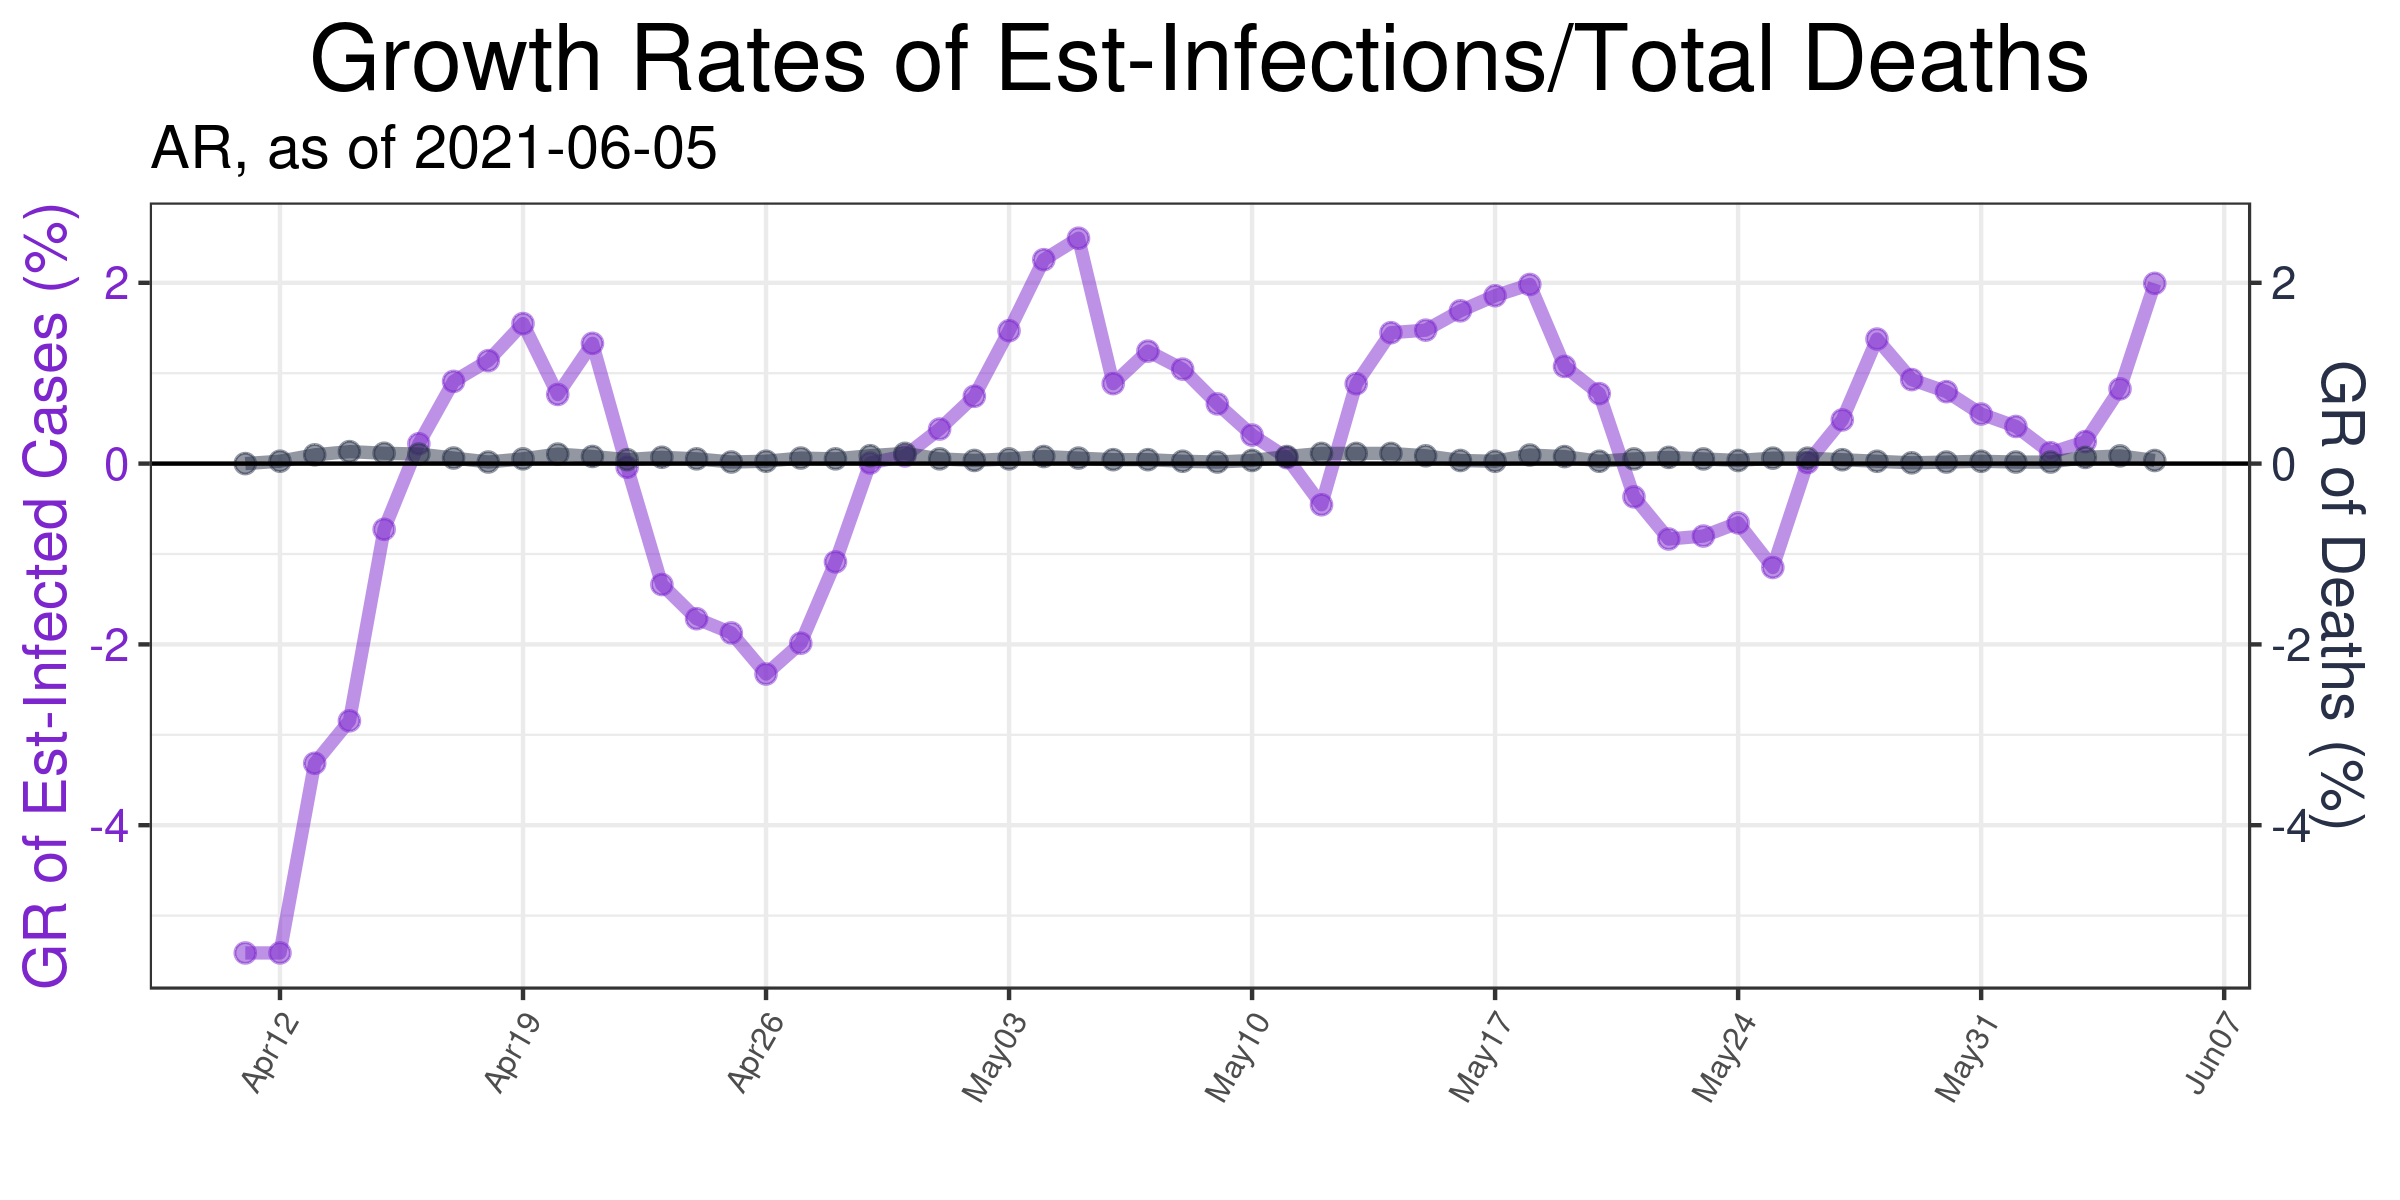 Growth Rates of Est-Infections/Total Deaths
AR, as of 2021-06-05
GR of Est-Infected Cases (%)
2
0
-2
-4
2
0
-2
-4
GR of Deaths (%)
Apr12
Apr19
Apr26
May03
May10
May17
May24
May31
Jun07